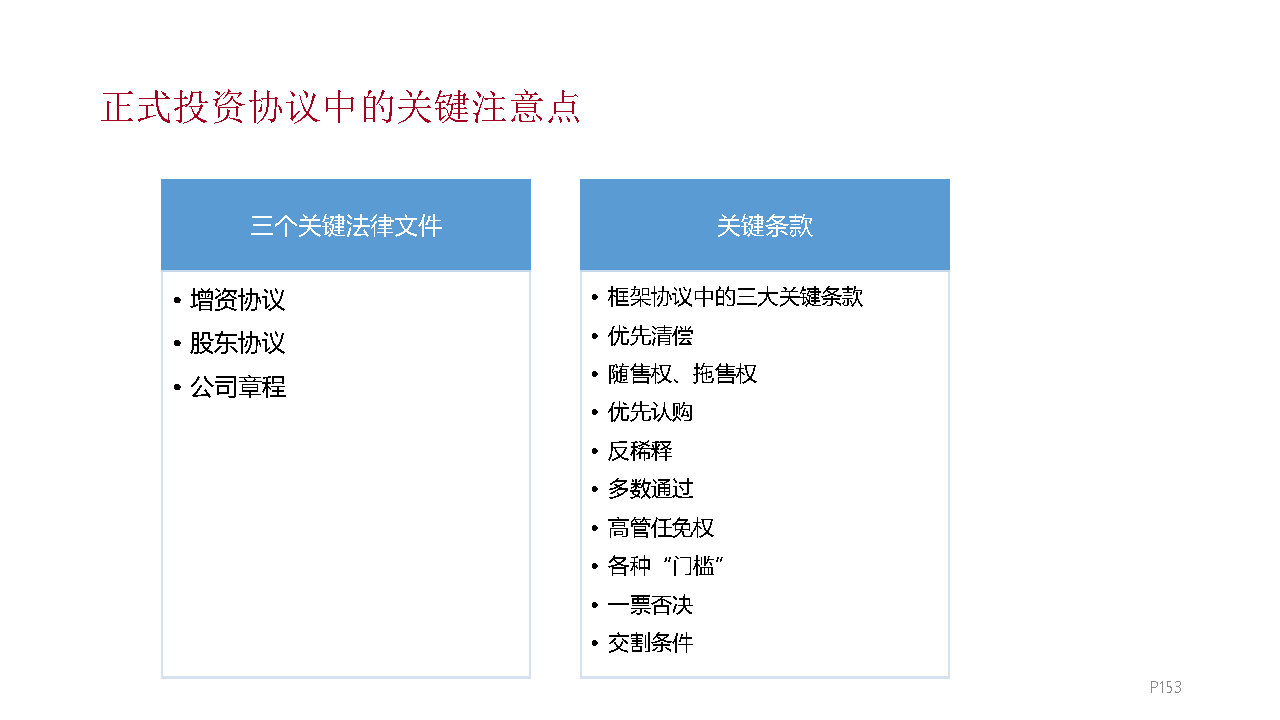 正式投资协议中的关键注意点
三个关键法律文件
• 增资协议
• 股东协议
• 公司章程
关键条款
• 框架协议中的三大关键条款
• 优先清偿
• 随售权、拖售权
• 优先认购
• 反稀释
• 多数通过
• 高管任免权
• 各种“门槛”
• 一票否决
• 交割条件
P153